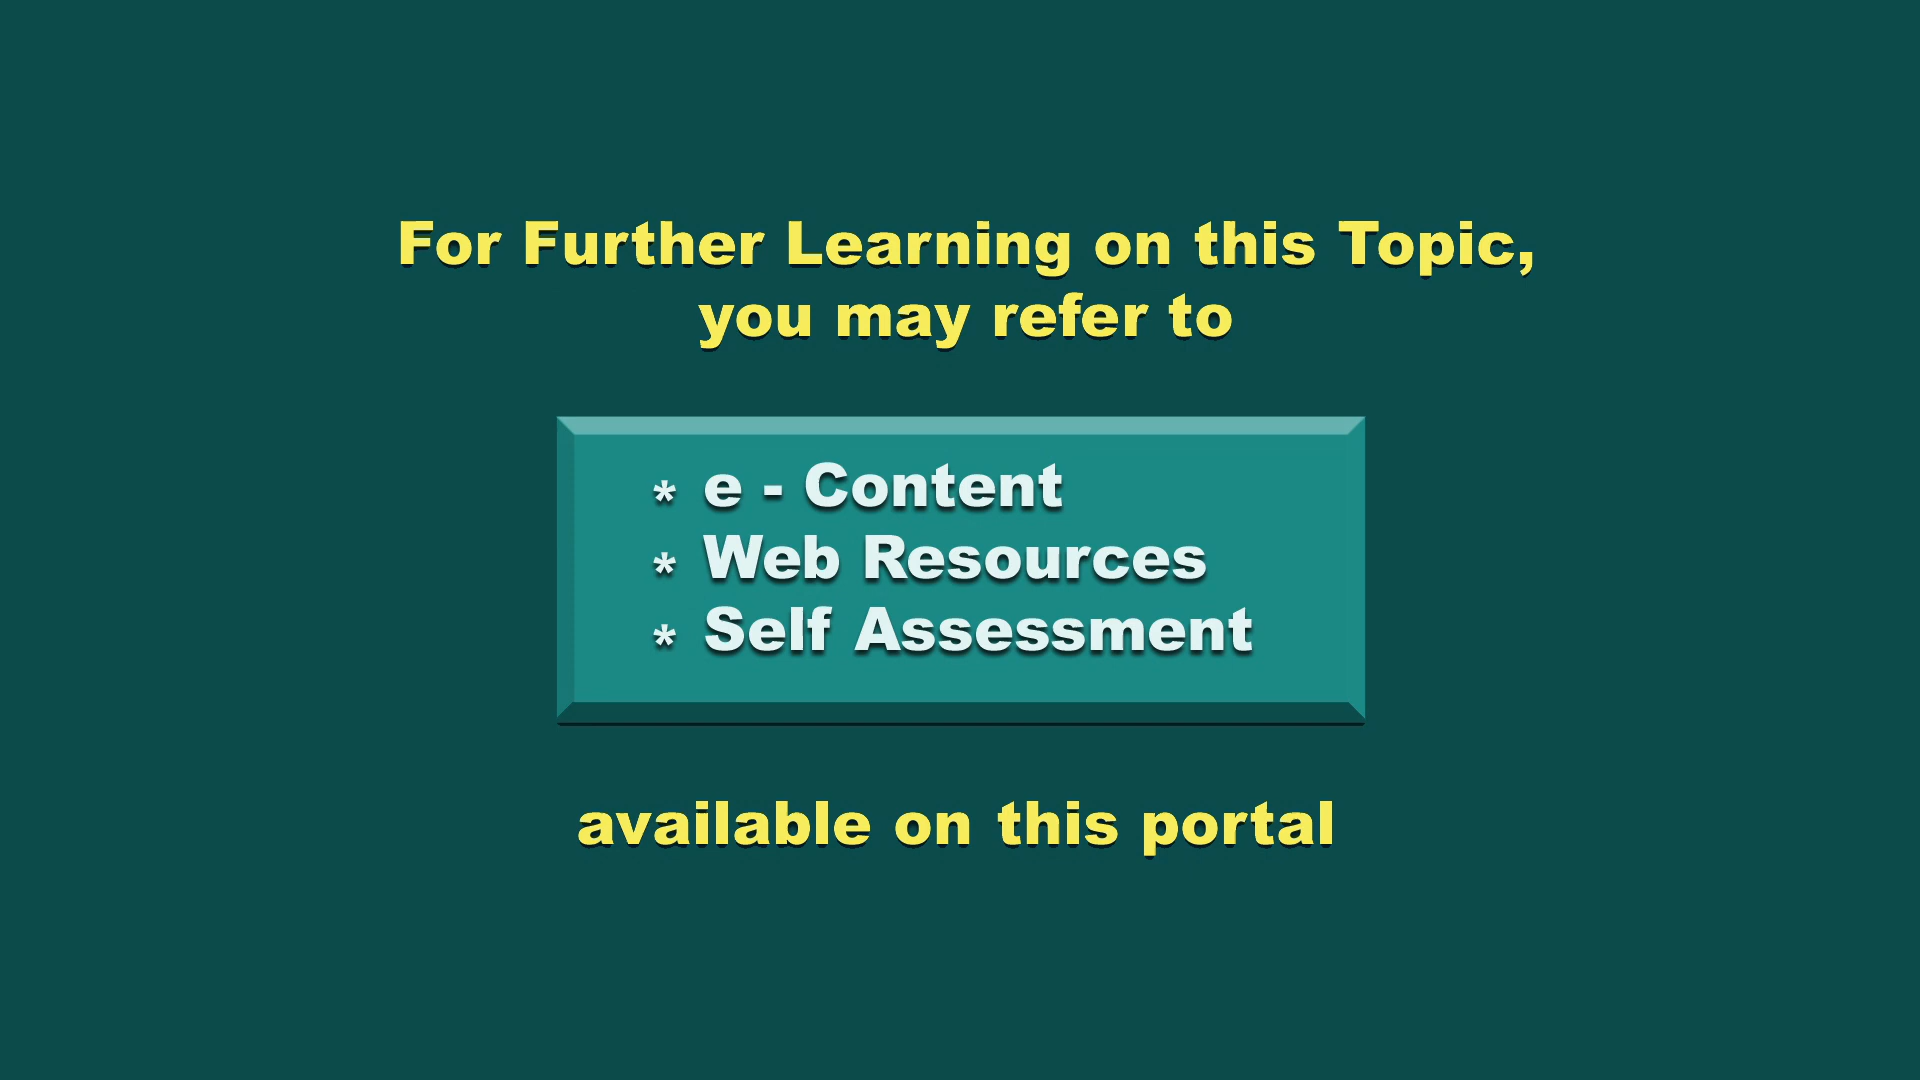 For Further Learning on this Topic,
you may refer to
* e - Content
* Web Resources
* Self Assessment
available on this portal